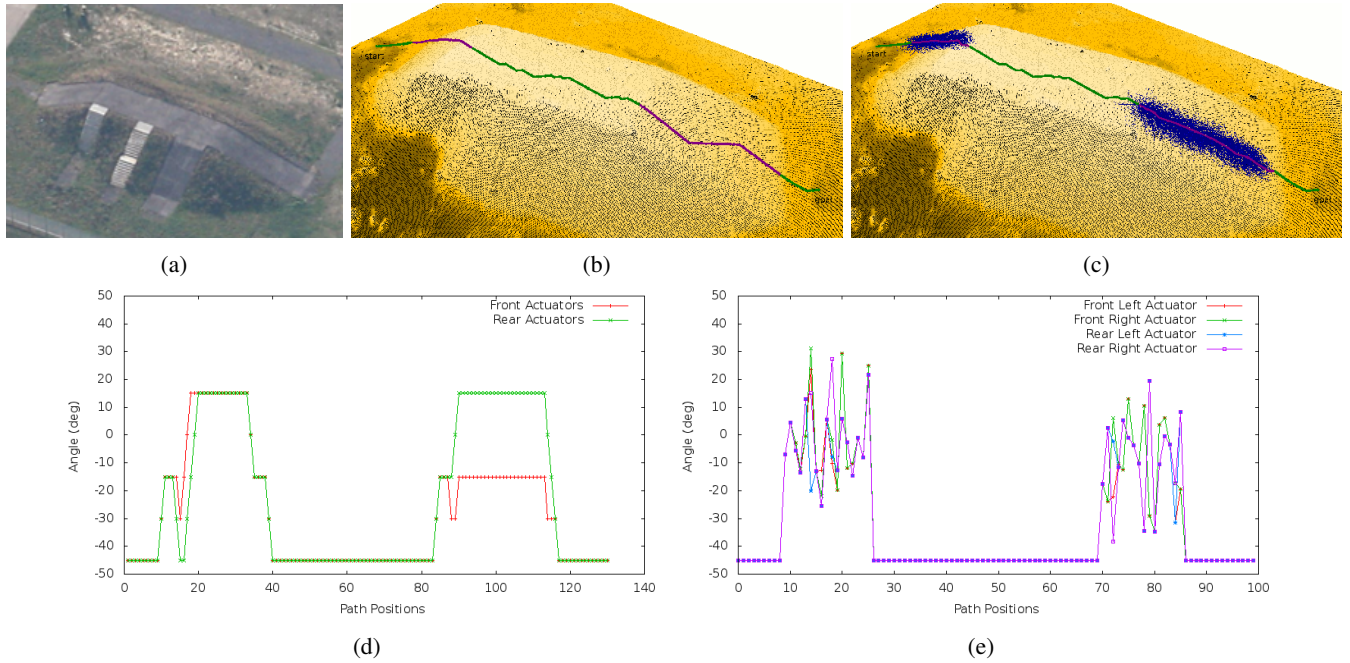 start
goal
start
goal
(a)
(b)
(c)
50
40
30
20
10
0
-10
-20
-30
-40
-50
0
20
40
60
80
100
120
140
Angle (deg)
Path Positions
Front Actuators
Rear Actuators
50
40
30
20
10
0
-10
-20
-30
-40
-50
0
10
20
30
40
50
60
70
80
90
100
Angle (deg)
Path Positions
Front Left Actuator
Front Right Actuator
Rear Left Actuator
Rear Right Actuator
(d)
(e)